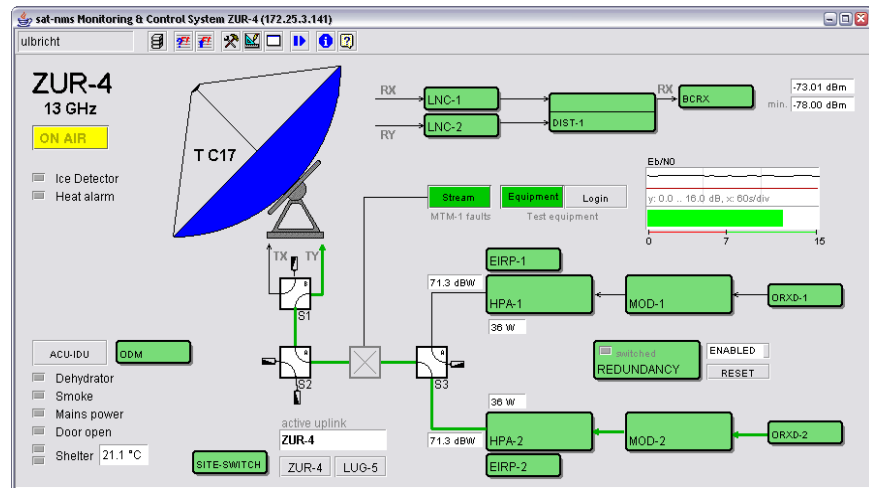 sat-nms Monitoring & Control System ZUR-4 (172.25.3.141)
ulbricht
ZUR-4
13 GHz
ON AIR
Ice Detector
Heat alarm
T C17
RX
LNC-1
RY
LNC-2
DIST-1
RX
BCRX
-73.01 dBm
min. -78.00 dBm
Eb/N0
y: 0.0 .. 16.0 dB, x: 60s/div
0 7 15
Stream
MTM-1 faults
Equipment
Login
Test equipment
TX
TY
B
S1
A
S2
A
S3
EIRP-1
71.3 dBW
HPA-1
36 W
MOD-1
ORXD-1
switched
REDUNDANCY
ENABLED
RESET
36 W
71.3 dBW
HPA-2
EIRP-2
MOD-2
ORXD-2
ACU-IDU
ODM
Dehydrator
Smoke
Mains power
Door open
Shelter 21.1 °C
active uplink
ZUR-4
SITE-SWITCH
ZUR-4
LUG-5